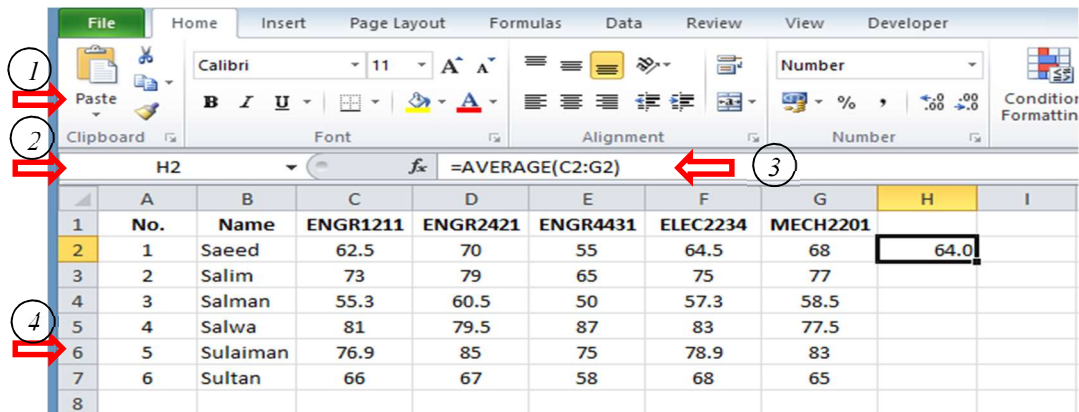 File Home Insert Page Layout Formulas Data Review View Developer
1
Calibri 11 A A Number
Paste B I U A % , .00 .00 Condition
Formattin
2
Clipboard Font Alignment Number
H2 fx =AVERAGE(C2:G2) 3
A B C D E F G H I
1 No. Name ENGR1211 ENGR2421 ENGR4431 ELEC2234 MECH2201
2 1 Saeed 62.5 70 55 64.5 68 64.0
3 2 Salim 73 79 65 75 77
4 3 Salman 55.3 60.5 50 57.3 58.5
4
5 4 Salwa 81 79.5 87 83 77.5
6 5 Sulaiman 76.9 85 75 78.9 83
7 6 Sultan 66 67 58 68 65
8